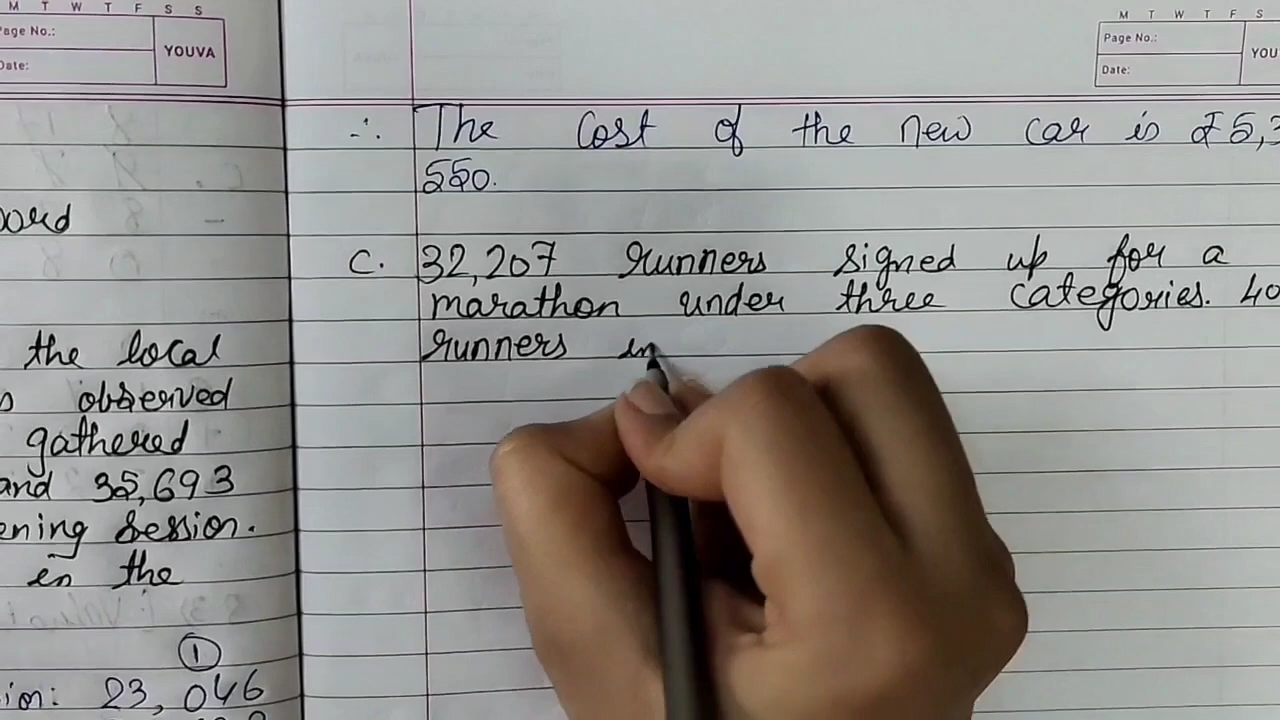 M T W T F S S
Page No.:
YOUVA
Date:
ord
the local
observed
gathered
and 35,693
ening session.
in the
①
ion: 23,046
M T W T F S
Page No.:
YOU
Date:
∴ The Cost of the new car is ₹5,3
550.
C. 32,207 runners signed up for a
marathon under three categories. 40
runners in